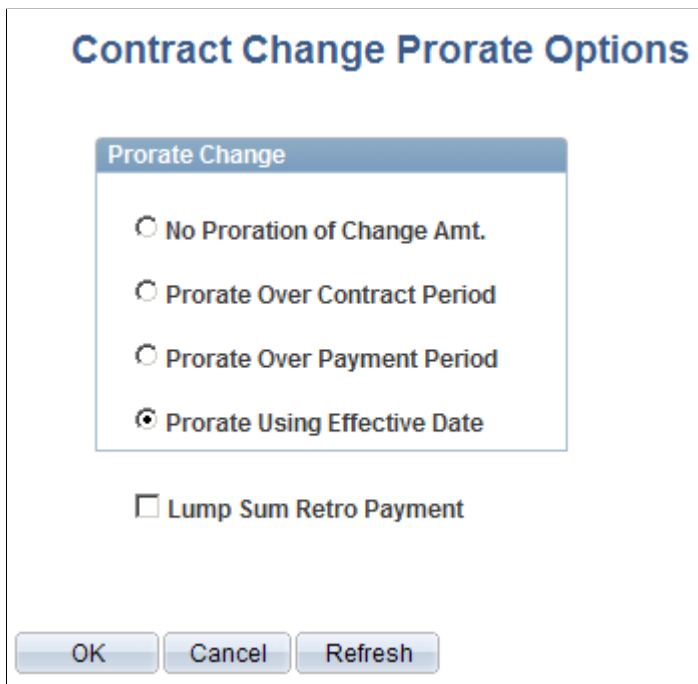 Contract Change Prorate Options
Prorate Change
No Proration of Change Amt.
Prorate Over Contract Period
Prorate Over Payment Period
Prorate Using Effective Date
Lump Sum Retro Payment
OK Cancel Refresh